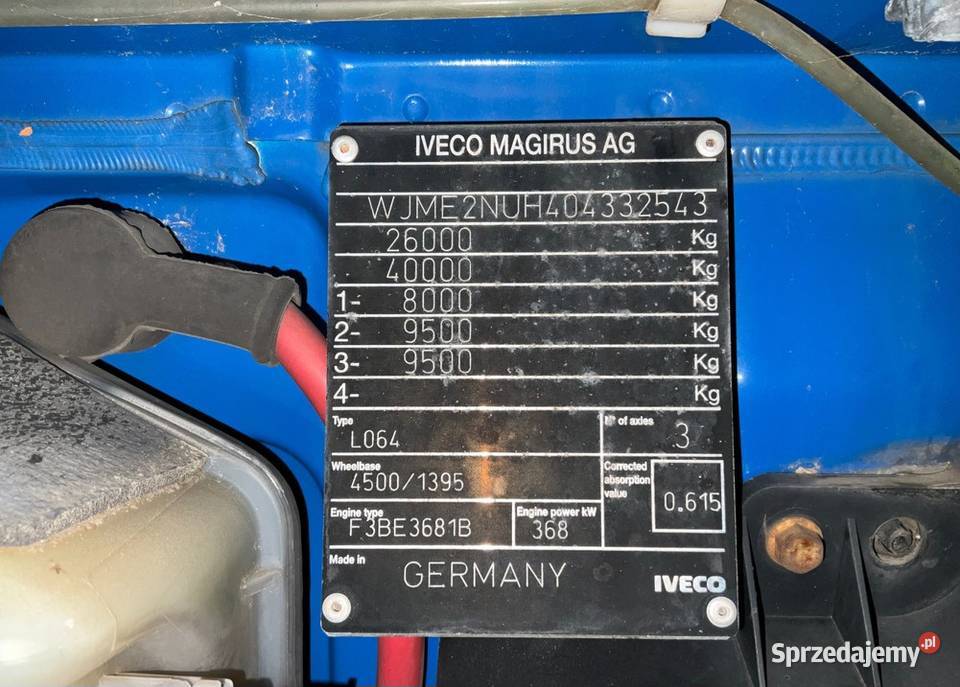 IVECO MAGIRUS AG
WJME2NUH404332543
26000 Kg
40000 Kg
1- 8000 Kg
2- 9500 Kg
3- 9500 Kg
4- Kg
Type
L064
N° of axles 3
Wheelbase
4500/1395
Corrected absorption value
0.615
Engine type
F3BE3681B
Engine power kW
368
Made in
GERMANY
IVECO
Sprzedajemy.pl